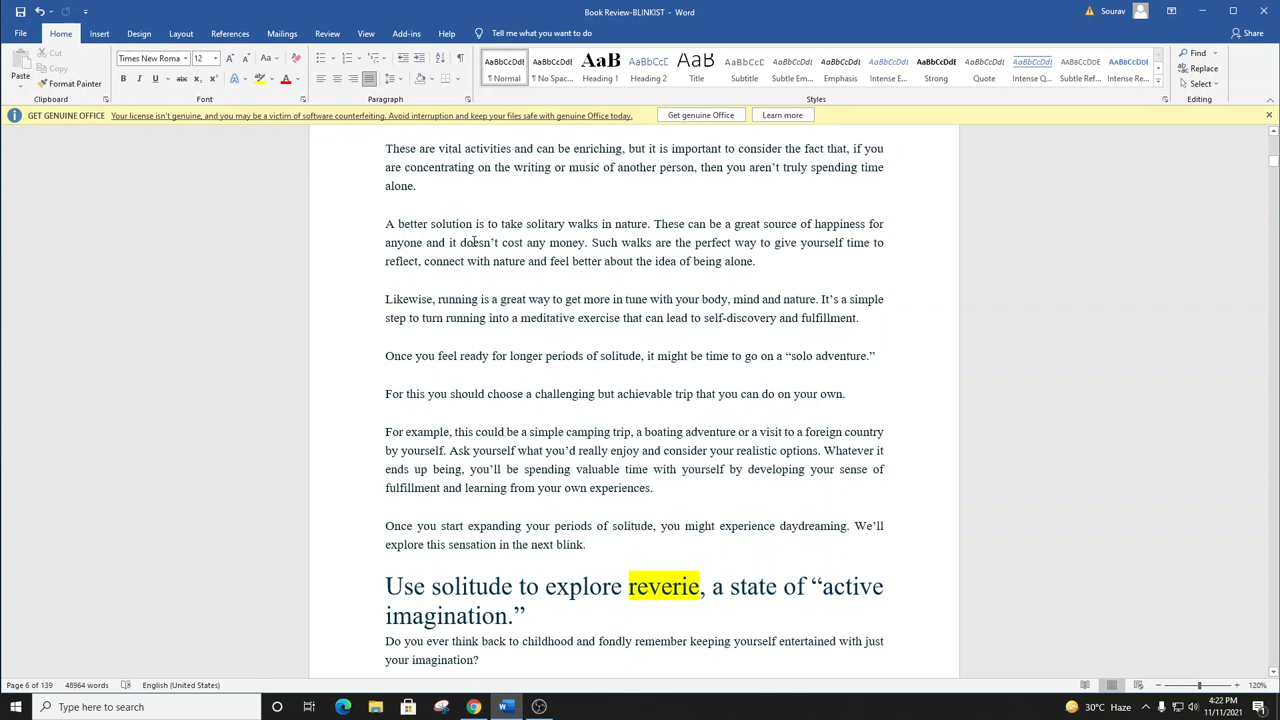 Book Review-BLINKIST - Word
Sourav
File Home Insert Design Layout References Mailmgs Review View Add-ins Help Tell me what you want to do
Share
Cut
Copy
Format Painter
Paste
Times New Roma 12
AaBbCcDdI AaBbCcDdI AaB AaBbCcC AaB AaBbCcD AaBbCcDdI AaBbCcDdI AaBbCcDdI AaBbCcDdI AaBbCcDdI AaBbCcDdI AaBbCcDdI AaBbCcDdI
¶ Normal ¶ No Spac... Heading 1 Heading 2 Title Subtitle Subtle Em... Emphasis Intense E... Strong Quote Intense Q... Subtle Ref... Intense Re...
Find
Replace
Select
Clipboard Font Paragraph Styles Editing
GET GENUINE OFFICE Your license isn't genuine, and you may be a victim of software counterfeiting. Avoid interruption and keep your files safe with genuine Office today. Get genuine Office Learn more
These are vital activities and can be enriching, but it is important to consider the fact that, if you
are concentrating on the writing or music of another person, then you aren’t truly spending time
alone.
A better solution is to take solitary walks in nature. These can be a great source of happiness for
anyone and it doesn’t cost any money. Such walks are the perfect way to give yourself time to
reflect, connect with nature and feel better about the idea of being alone.
Likewise, running is a great way to get more in tune with your body, mind and nature. It’s a simple
step to turn running into a meditative exercise that can lead to self-discovery and fulfillment.
Once you feel ready for longer periods of solitude, it might be time to go on a “solo adventure.”
For this you should choose a challenging but achievable trip that you can do on your own.
For example, this could be a simple camping trip, a boating adventure or a visit to a foreign country
by yourself. Ask yourself what you’d really enjoy and consider your realistic options. Whatever it
ends up being, you’ll be spending valuable time with yourself by developing your sense of
fulfillment and learning from your own experiences.
Once you start expanding your periods of solitude, you might experience daydreaming. We’ll
explore this sensation in the next blink.
Use solitude to explore reverie, a state of “active
imagination.”
Do you ever think back to childhood and fondly remember keeping yourself entertained with just
your imagination?
Page 6 of 139 48964 words English (United States) 120%
Type here to search
30°C Haze
4:22 PM
11/11/2021